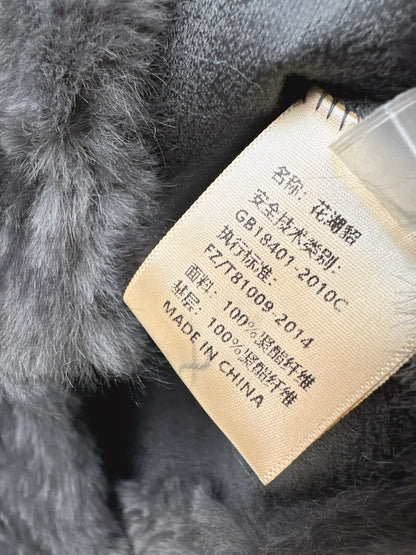 名称：花湖貂
安全技术类别：
GB18401-2010C
执行标准：
FZ/T81009-2014
面料：100%聚酯纤维
基层：100%聚酯纤维
MADE IN CHINA